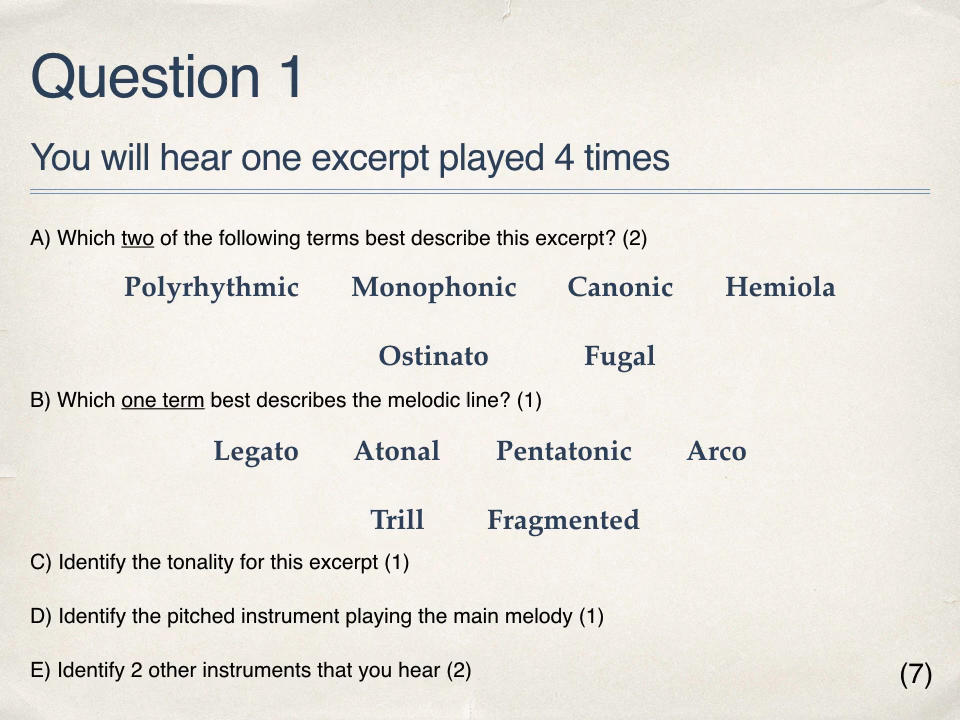 Question 1
You will hear one excerpt played 4 times
A) Which two of the following terms best describe this excerpt? (2)
Polyrhythmic Monophonic Canonic Hemiola
Ostinato Fugal
B) Which one term best describes the melodic line? (1)
Legato Atonal Pentatonic Arco
Trill Fragmented
C) Identify the tonality for this excerpt (1)
D) Identify the pitched instrument playing the main melody (1)
E) Identify 2 other instruments that you hear (2)
(7)